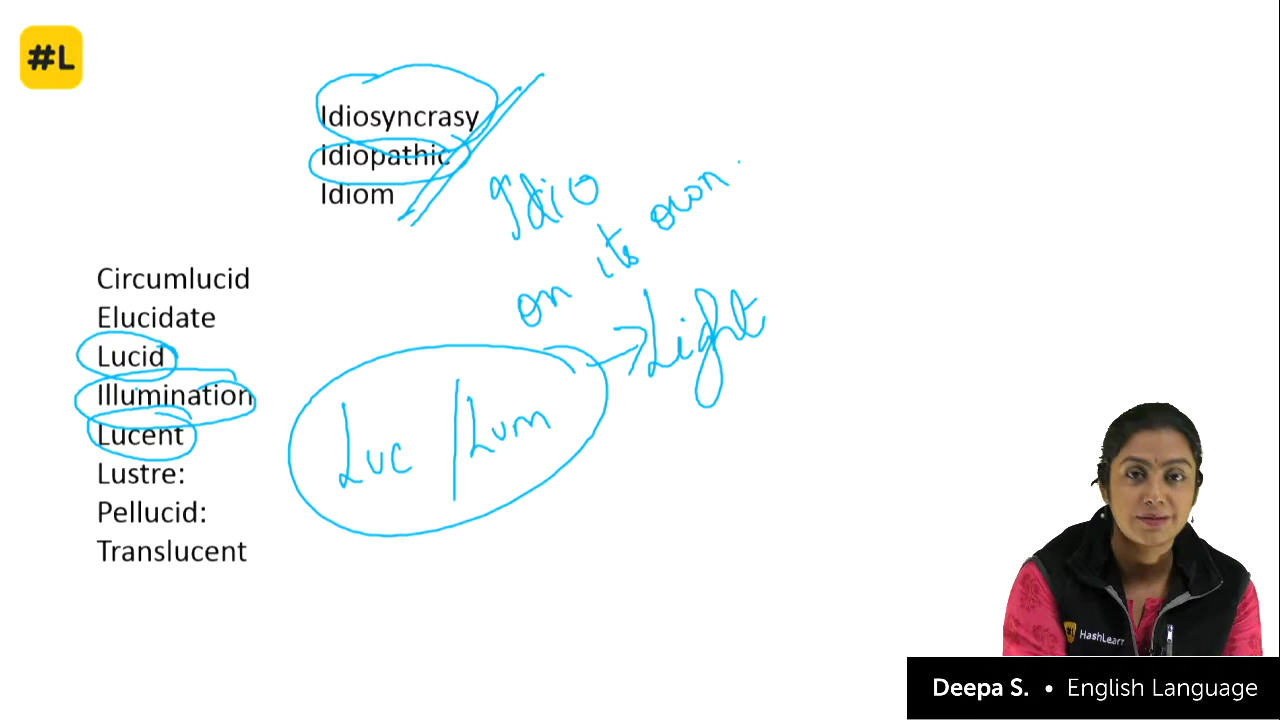 #L
Idiosyncrasy
Idiopathic
Idiom
Idio
on its own
Circumlucid
Elucidate
Lucid
Illumination
Lucent
Lustre:
Pellucid:
Translucent
Luc / Lum
Light
HashLearn
Deepa S. • English Language